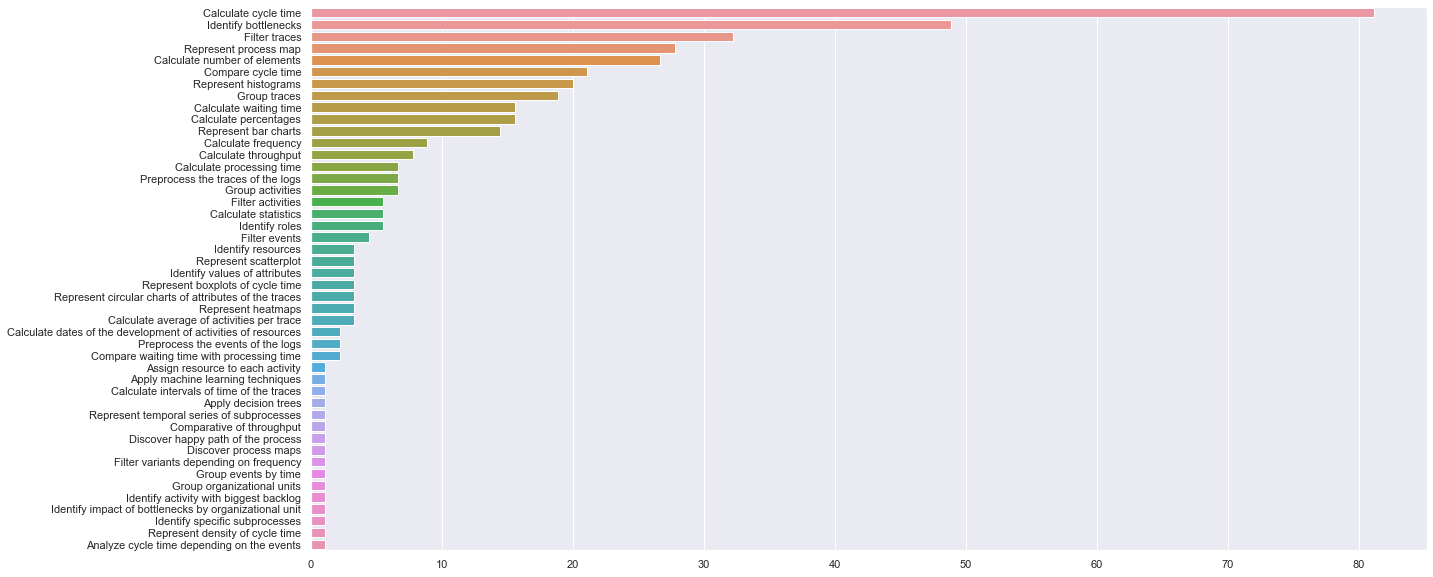 Calculate cycle time
Identify bottlenecks
Filter traces
Represent process map
Calculate number of elements
Compare cycle time
Represent histograms
Group traces
Calculate waiting time
Calculate percentages
Represent bar charts
Calculate frequency
Calculate throughput
Calculate processing time
Preprocess the traces of the logs
Group activities
Filter activities
Calculate statistics
Identify roles
Filter events
Identify resources
Represent scatterplot
Identify values of attributes
Represent boxplots of cycle time
Represent circular charts of attributes of the traces
Represent heatmaps
Calculate average of activities per trace
Calculate dates of the development of activities of resources
Preprocess the events of the logs
Compare waiting time with processing time
Assign resource to each activity
Apply machine learning techniques
Calculate intervals of time of the traces
Apply decision trees
Represent temporal series of subprocesses
Comparative of throughput
Discover happy path of the process
Discover process maps
Filter variants depending on frequency
Group events by time
Group organizational units
Identify activity with biggest backlog
Identify impact of bottlenecks by organizational unit
Identify specific subprocesses
Represent density of cycle time
Analyze cycle time depending on the events
0 10 20 30 40 50 60 70 80